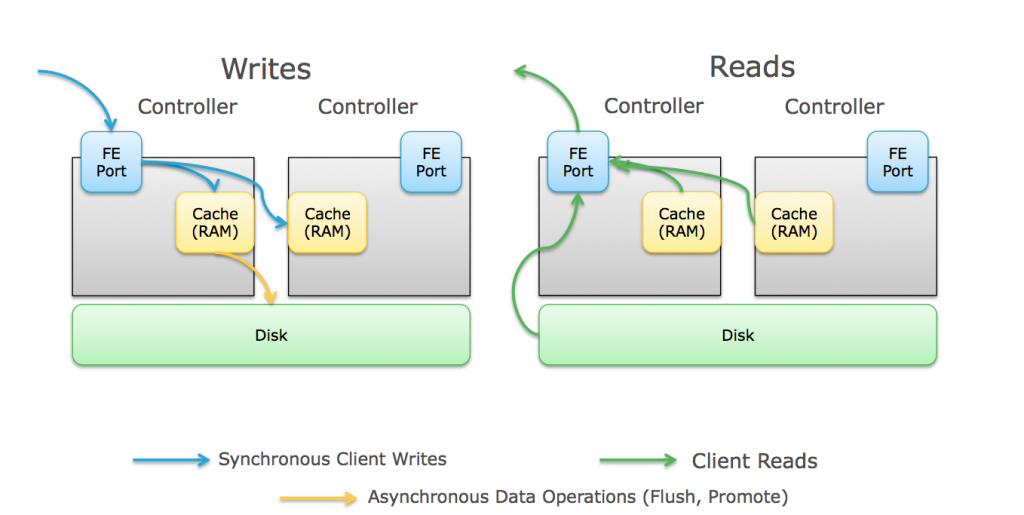 Writes
Reads
Controller
Controller
Controller
Controller
FE
Port
FE
Port
FE
Port
FE
Port
Cache
(RAM)
Cache
(RAM)
Cache
(RAM)
Cache
(RAM)
Disk
Disk
Synchronous Client Writes
Client Reads
Asynchronous Data Operations (Flush, Promote)